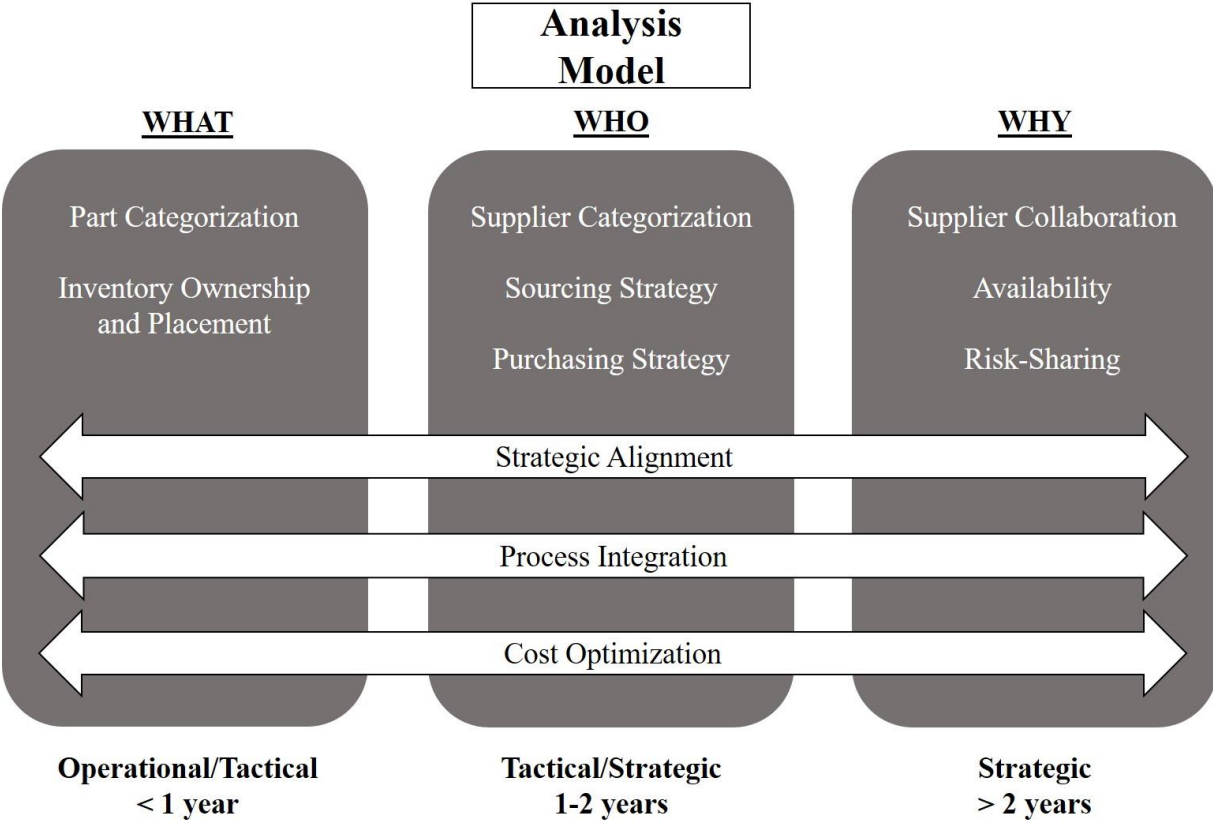 Analysis
Model
WHAT
WHO
WHY
Part Categorization
Inventory Ownership
and Placement
Supplier Categorization
Sourcing Strategy
Purchasing Strategy
Supplier Collaboration
Availability
Risk-Sharing
Strategic Alignment
Process Integration
Cost Optimization
Operational/Tactical
< 1 year
Tactical/Strategic
1-2 years
Strategic
> 2 years